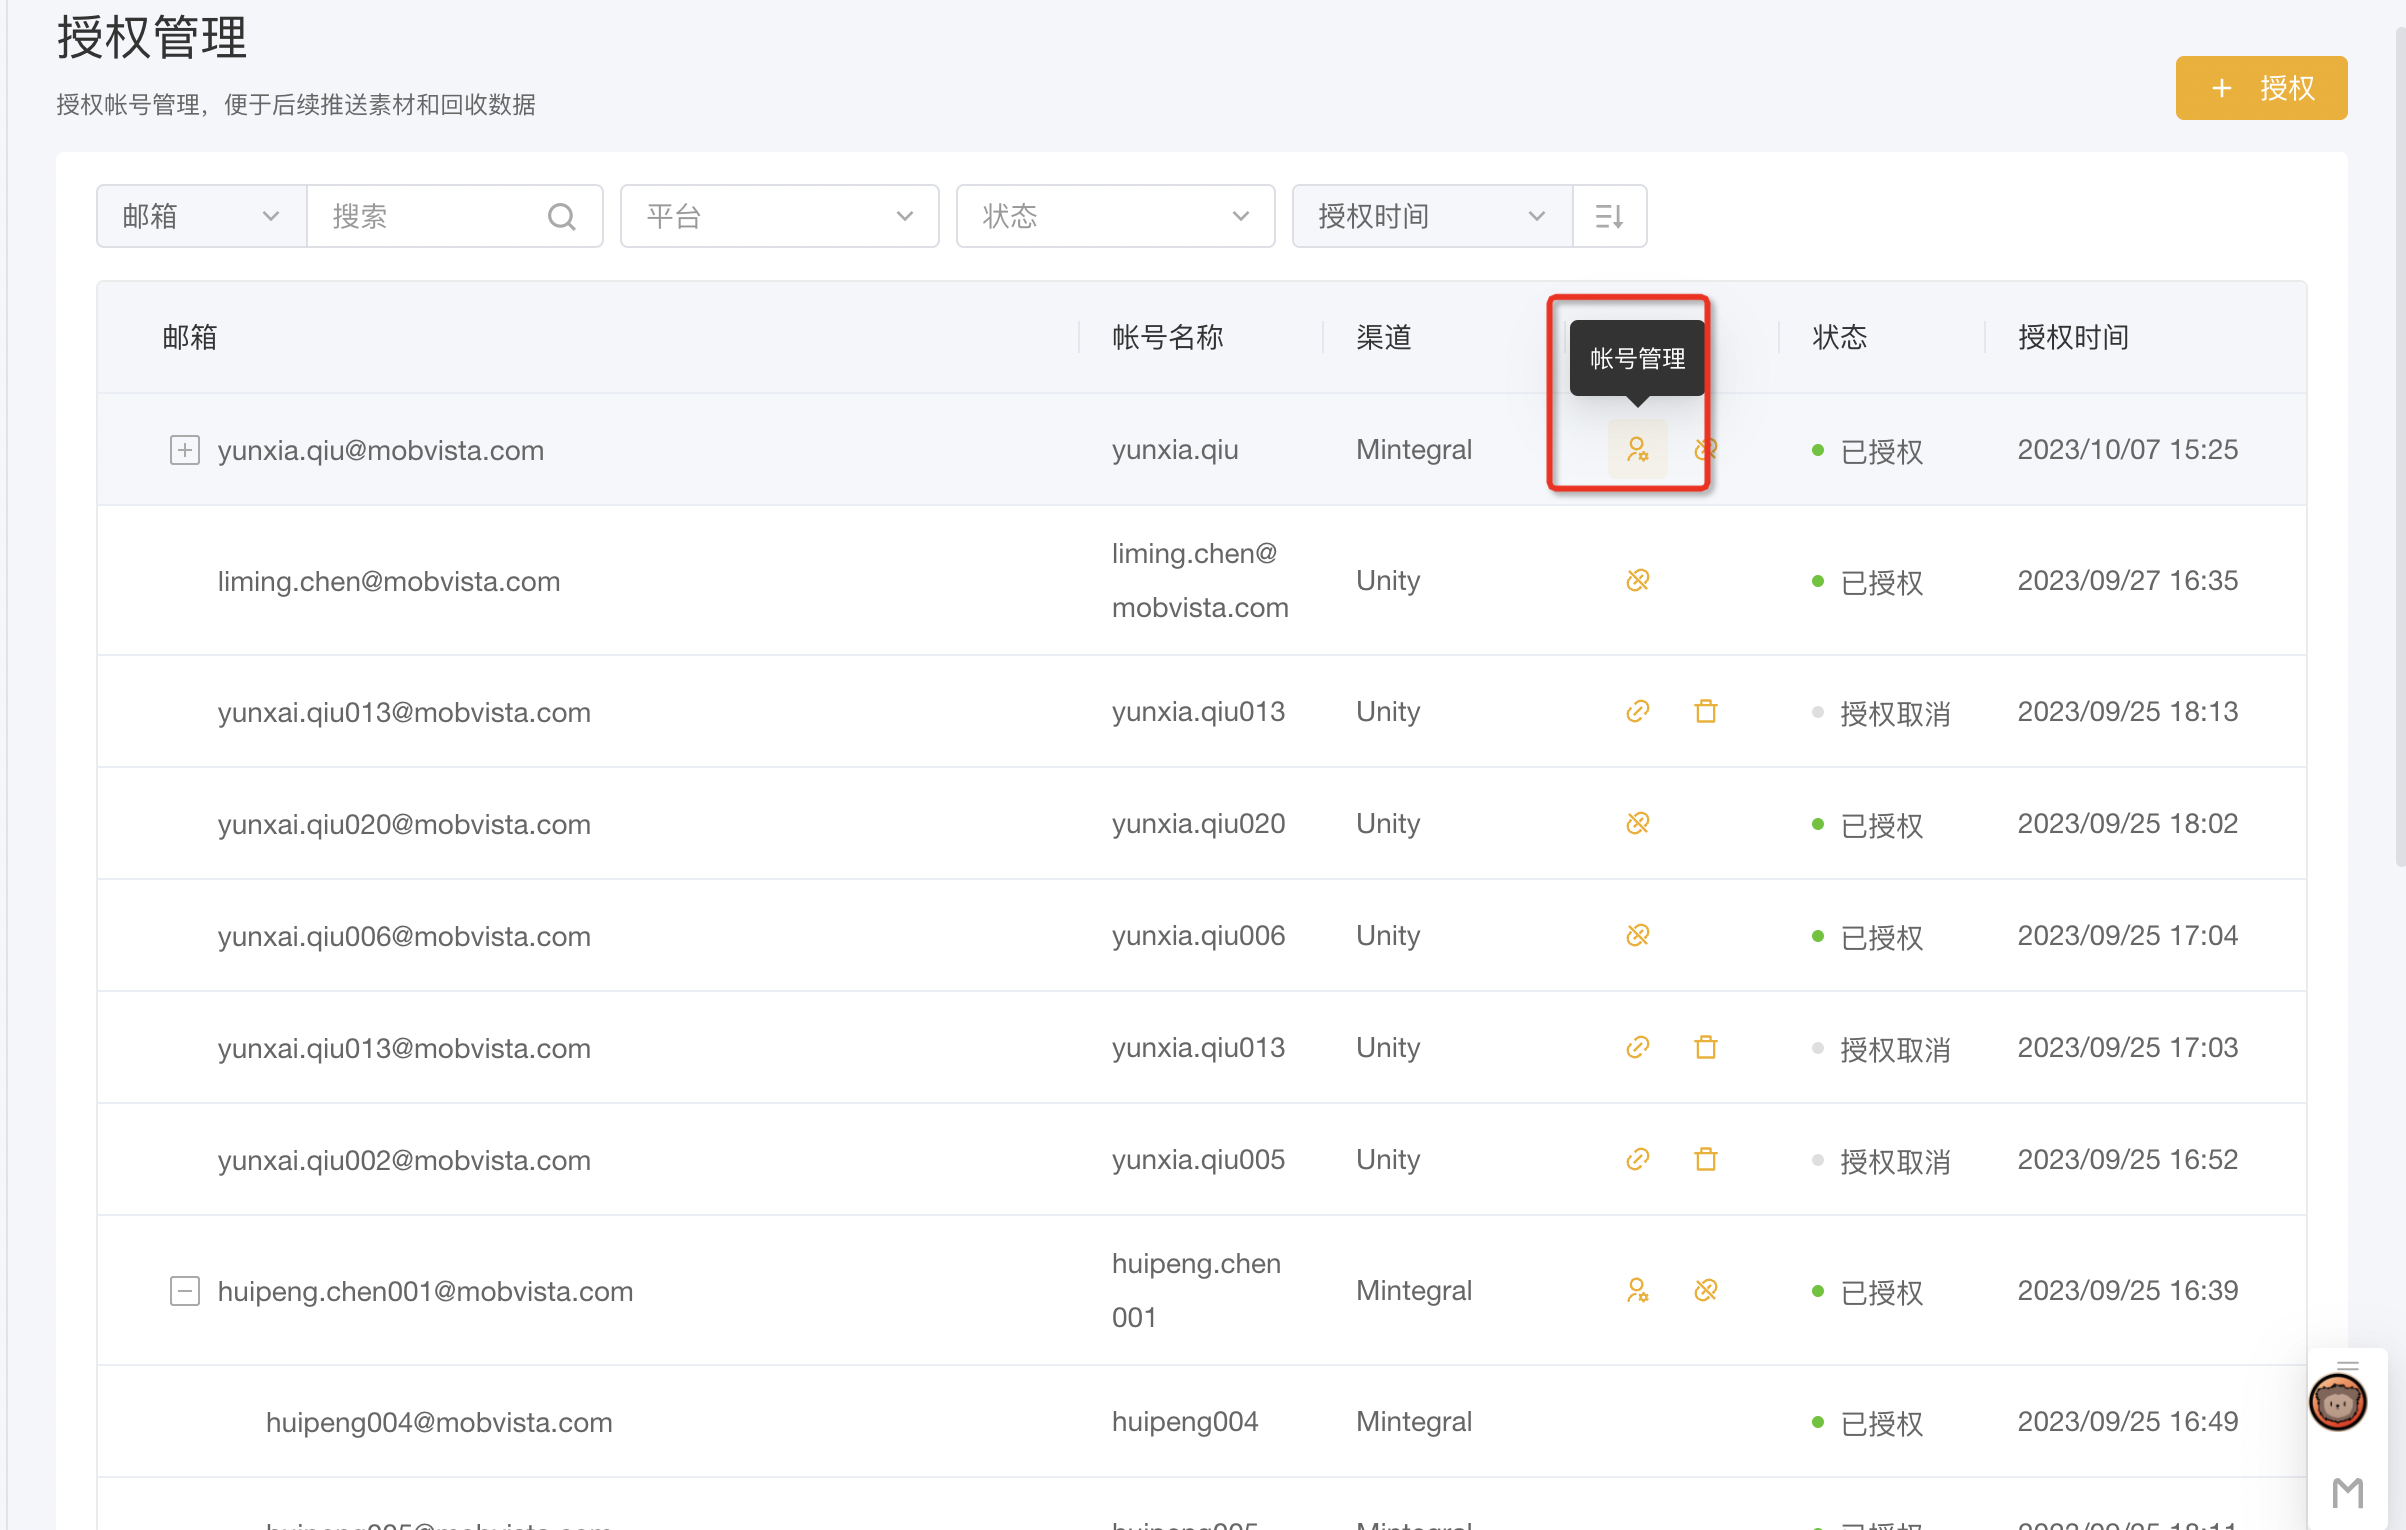 授权管理
授权帐号管理，便于后续推送素材和回收数据
+ 授权
邮箱 搜索 平台 状态 授权时间
邮箱 帐号名称 渠道 状态 授权时间
帐号管理
yunxia.qiu@mobvista.com yunxia.qiu Mintegral 已授权 2023/10/07 15:25
liming.chen@mobvista.com liming.chen@ Unity 已授权 2023/09/27 16:35
mobvista.com
yunxai.qiu013@mobvista.com yunxia.qiu013 Unity 授权取消 2023/09/25 18:13
yunxai.qiu020@mobvista.com yunxia.qiu020 Unity 已授权 2023/09/25 18:02
yunxai.qiu006@mobvista.com yunxia.qiu006 Unity 已授权 2023/09/25 17:04
yunxai.qiu013@mobvista.com yunxia.qiu013 Unity 授权取消 2023/09/25 17:03
yunxai.qiu002@mobvista.com yunxia.qiu005 Unity 授权取消 2023/09/25 16:52
huipeng.chen001@mobvista.com huipeng.chen Mintegral 已授权 2023/09/25 16:39
001
huipeng004@mobvista.com huipeng004 Mintegral 已授权 2023/09/25 16:49